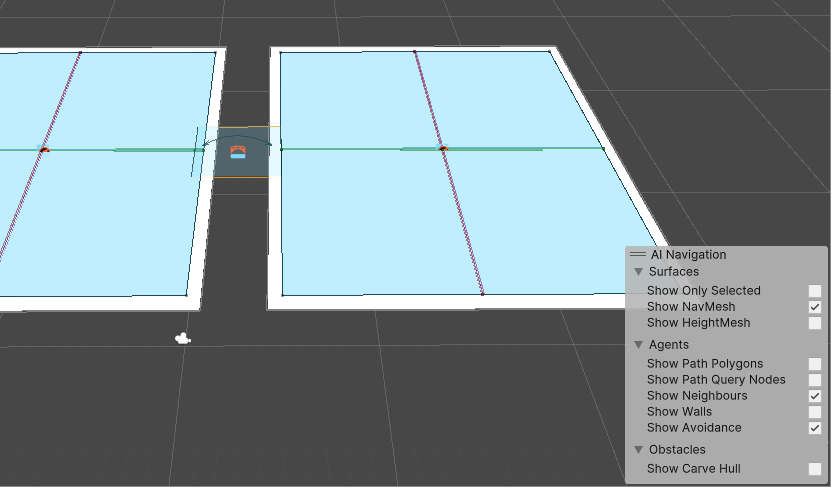 AI Navigation
Surfaces
Show Only Selected
Show NavMesh
Show HeightMesh
Agents
Show Path Polygons
Show Path Query Nodes
Show Neighbours
Show Walls
Show Avoidance
Obstacles
Show Carve Hull